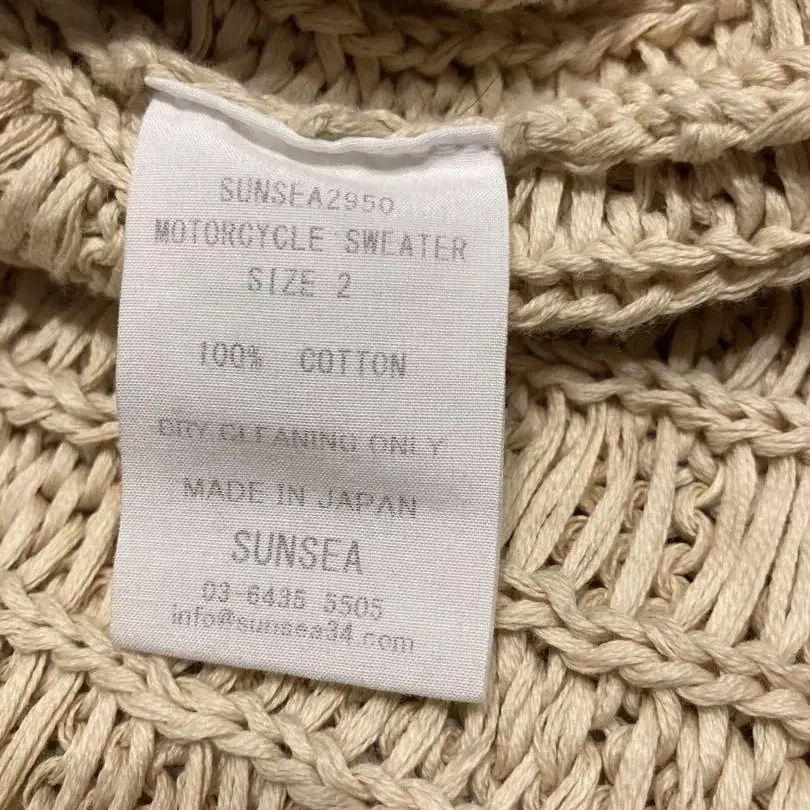 SUNSEA2950
MOTORCYCLE SWEATER
SIZE 2
100% COTTON
DRY CLEANING ONLY
MADE IN JAPAN
SUNSEA
03-6435 5505
info@sunsea34.com